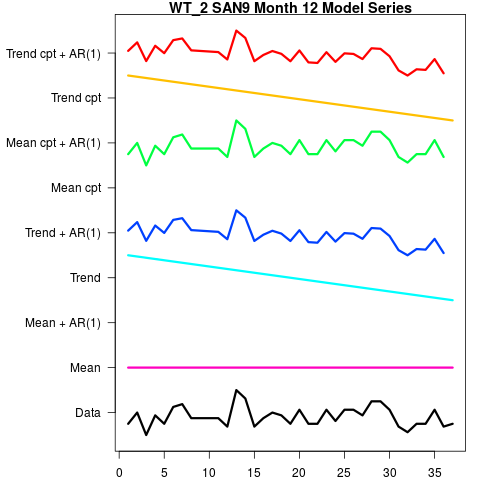 WT_2 SAN9 Month 12 Model Series
Trend cpt + AR(1)
Trend cpt
Mean cpt + AR(1)
Mean cpt
Trend + AR(1)
Trend
Mean + AR(1)
Mean
Data
0 5 10 15 20 25 30 35